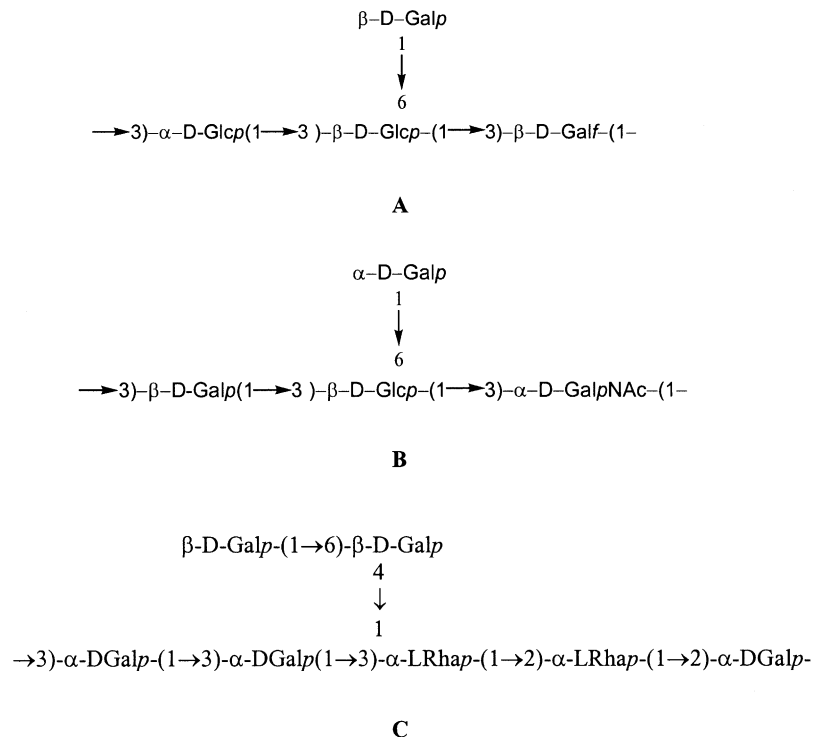 β–D–Galp
1
↓
6
→3)–α–D-Glcp(1→3 )–β–D–Glcp–(1→3)–β–D–Galf–(1–
A
α–D–Galp
1
↓
6
→3)–β–D-Galp(1→3 )–β–D–Glcp–(1→3)–α–D–GalpNAc–(1–
B
β-D-Galp-(1→6)-β-D-Galp
4
↓
1
→3)-α-DGalp-(1→3)-α-DGalp(1→3)-α-LRhap-(1→2)-α-LRhap-(1→2)-α-DGalp-
C